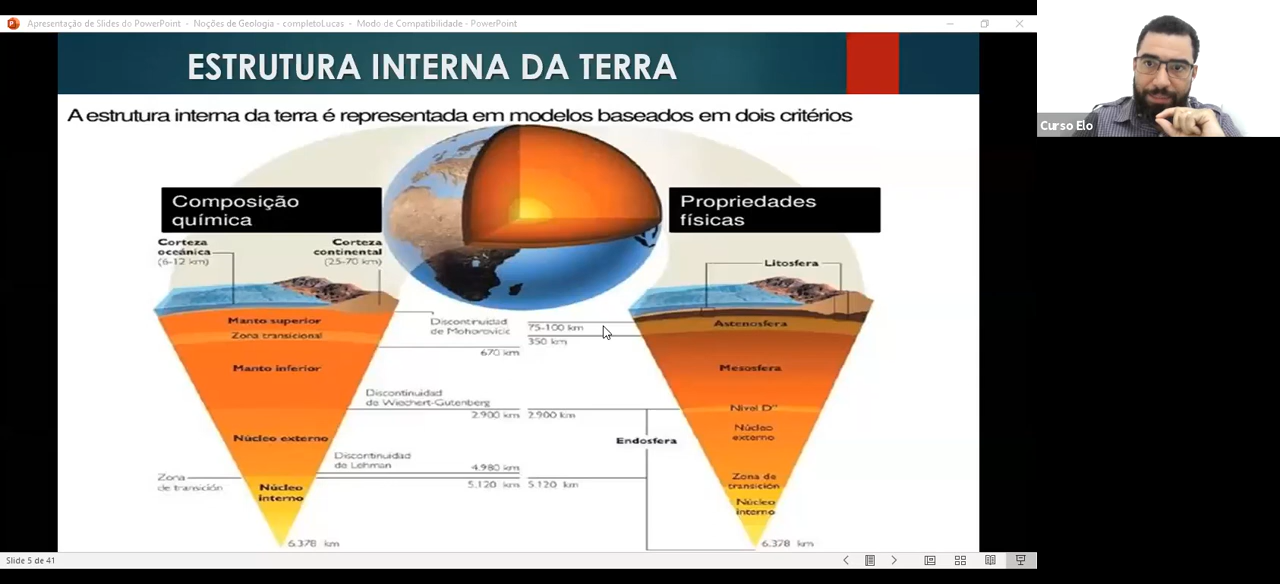 Apresentação de Slides do PowerPoint - Noções de Geologia - completoLucas - Modo de Compatibilidade - PowerPoint
ESTRUTURA INTERNA DA TERRA
A estrutura interna da terra é representada em modelos baseados em dois critérios
Composição
química
Corteza
oceánica
(6-12 km)
Corteza
continental
(25-70 km)
Manto superior
Zona transicional
Manto inferior
Núcleo externo
Zona
de transición
Núcleo
interno
6.378 km
Discontinuidad
de Mohorovicic
670 km
Discontinuidad
de Wiechert-Gutenberg
2.900 km
Discontinuidad
de Lehman
4.980 km
5.120 km
75-100 km
350 km
2.900 km
Endosfera
5.120 km
Propriedades
físicas
Litosfera
Astenosfera
Mesosfera
Nivel D"
Núcleo
externo
Zona de
transición
Núcleo
interno
6.378 km
Curso Elo
Slide 5 de 41